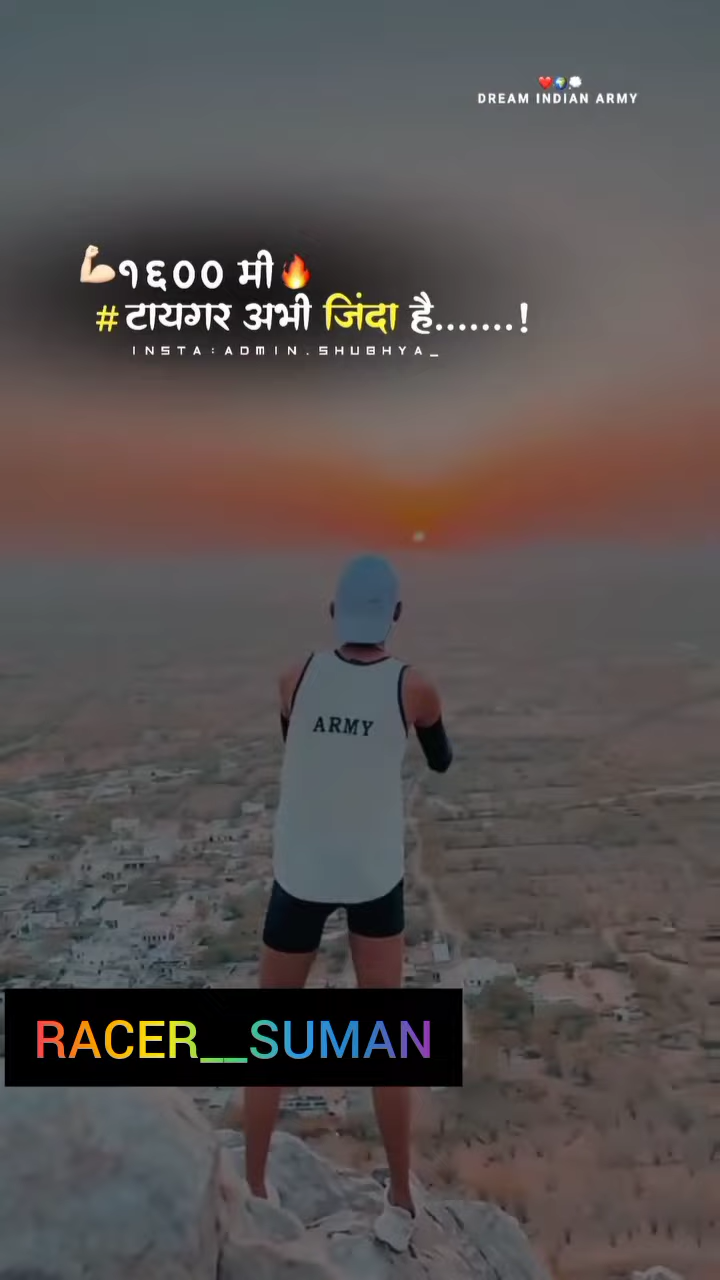 ❤️🌍💭
DREAM INDIAN ARMY
💪🏻१६०० मी🔥
#टायगर अभी जिंदा है.......!
INSTA:ADMIN.SHUBHYA_
ARMY
RACER__SUMAN